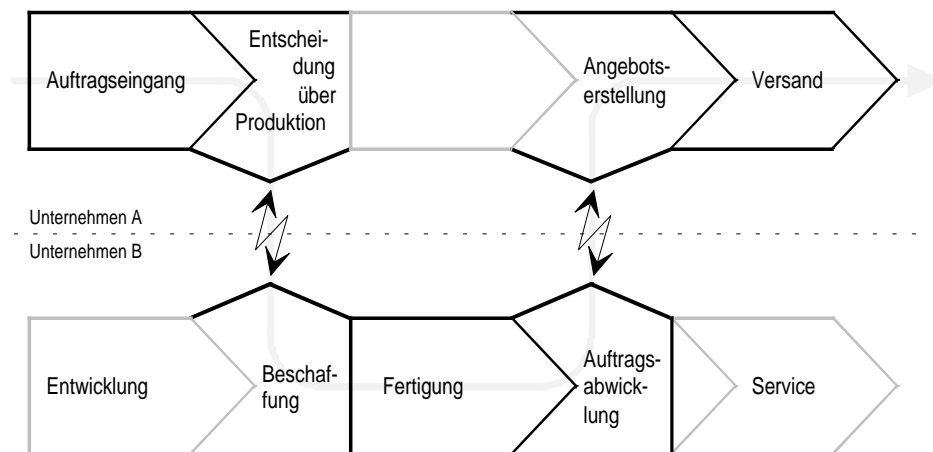 Auftragseingang
Entschei-
dung
über
Produktion
Angebots-
erstellung
Versand
Unternehmen A
Unternehmen B
Entwicklung
Beschaf-
fung
Fertigung
Auftrags-
abwick-
lung
Service